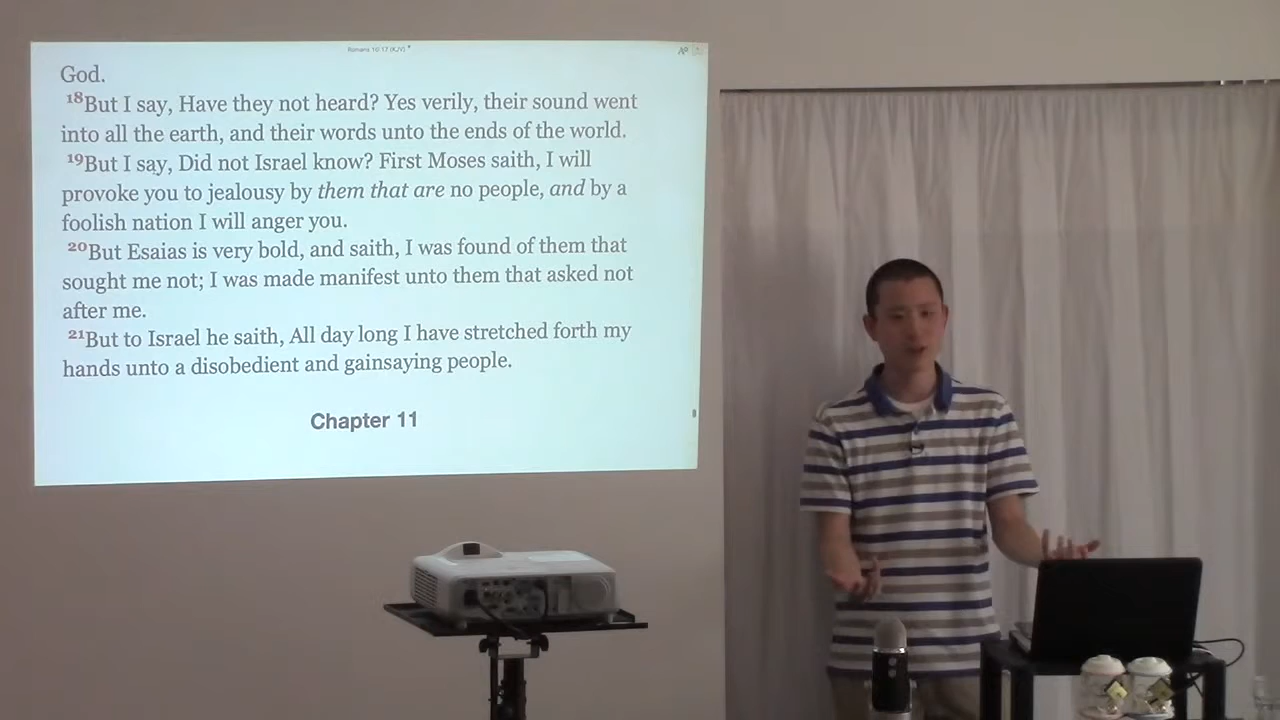 Romans 10:17 (KJV)
God.
18But I say, Have they not heard? Yes verily, their sound went
into all the earth, and their words unto the ends of the world.
19But I say, Did not Israel know? First Moses saith, I will
provoke you to jealousy by them that are no people, and by a
foolish nation I will anger you.
20But Esaias is very bold, and saith, I was found of them that
sought me not; I was made manifest unto them that asked not
after me.
21But to Israel he saith, All day long I have stretched forth my
hands unto a disobedient and gainsaying people.
Chapter 11